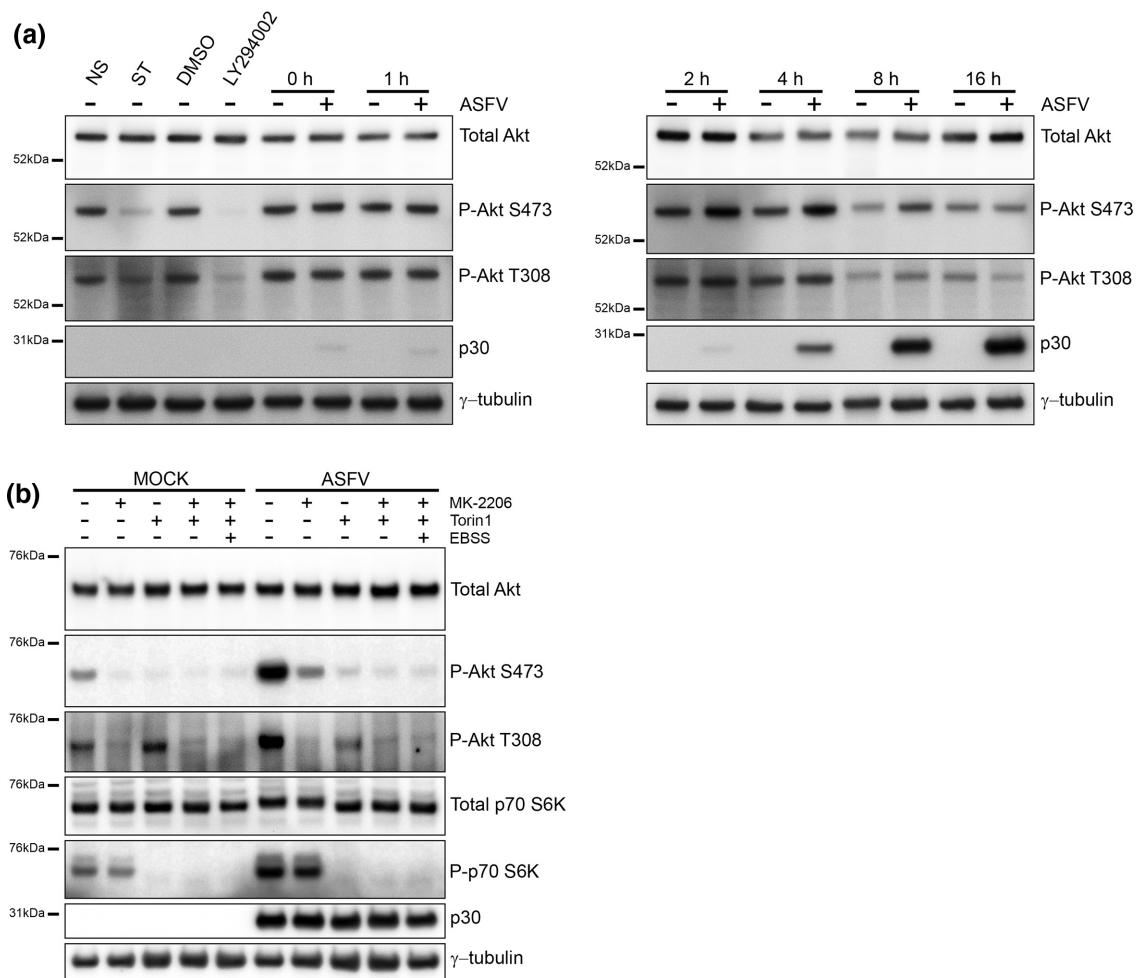 (a)
NS ST DMSO LY294002 0 h 1 h
– – – – – + – + ASFV
Total Akt
52kDa
P-Akt S473
52kDa
P-Akt T308
52kDa
31kDa
p30
γ–tubulin
2 h 4 h 8 h 16 h
– + – + – + – + ASFV
Total Akt
52kDa
P-Akt S473
52kDa
P-Akt T308
52kDa
31kDa
p30
γ–tubulin
(b)
MOCK ASFV
– + – + + – + – + + MK-2206
– – + + + – – + + + Torin1
– – – – + – – – – + EBSS
76kDa
Total Akt
76kDa
P-Akt S473
76kDa
P-Akt T308
76kDa
Total p70 S6K
76kDa
P-p70 S6K
31kDa
p30
γ–tubulin